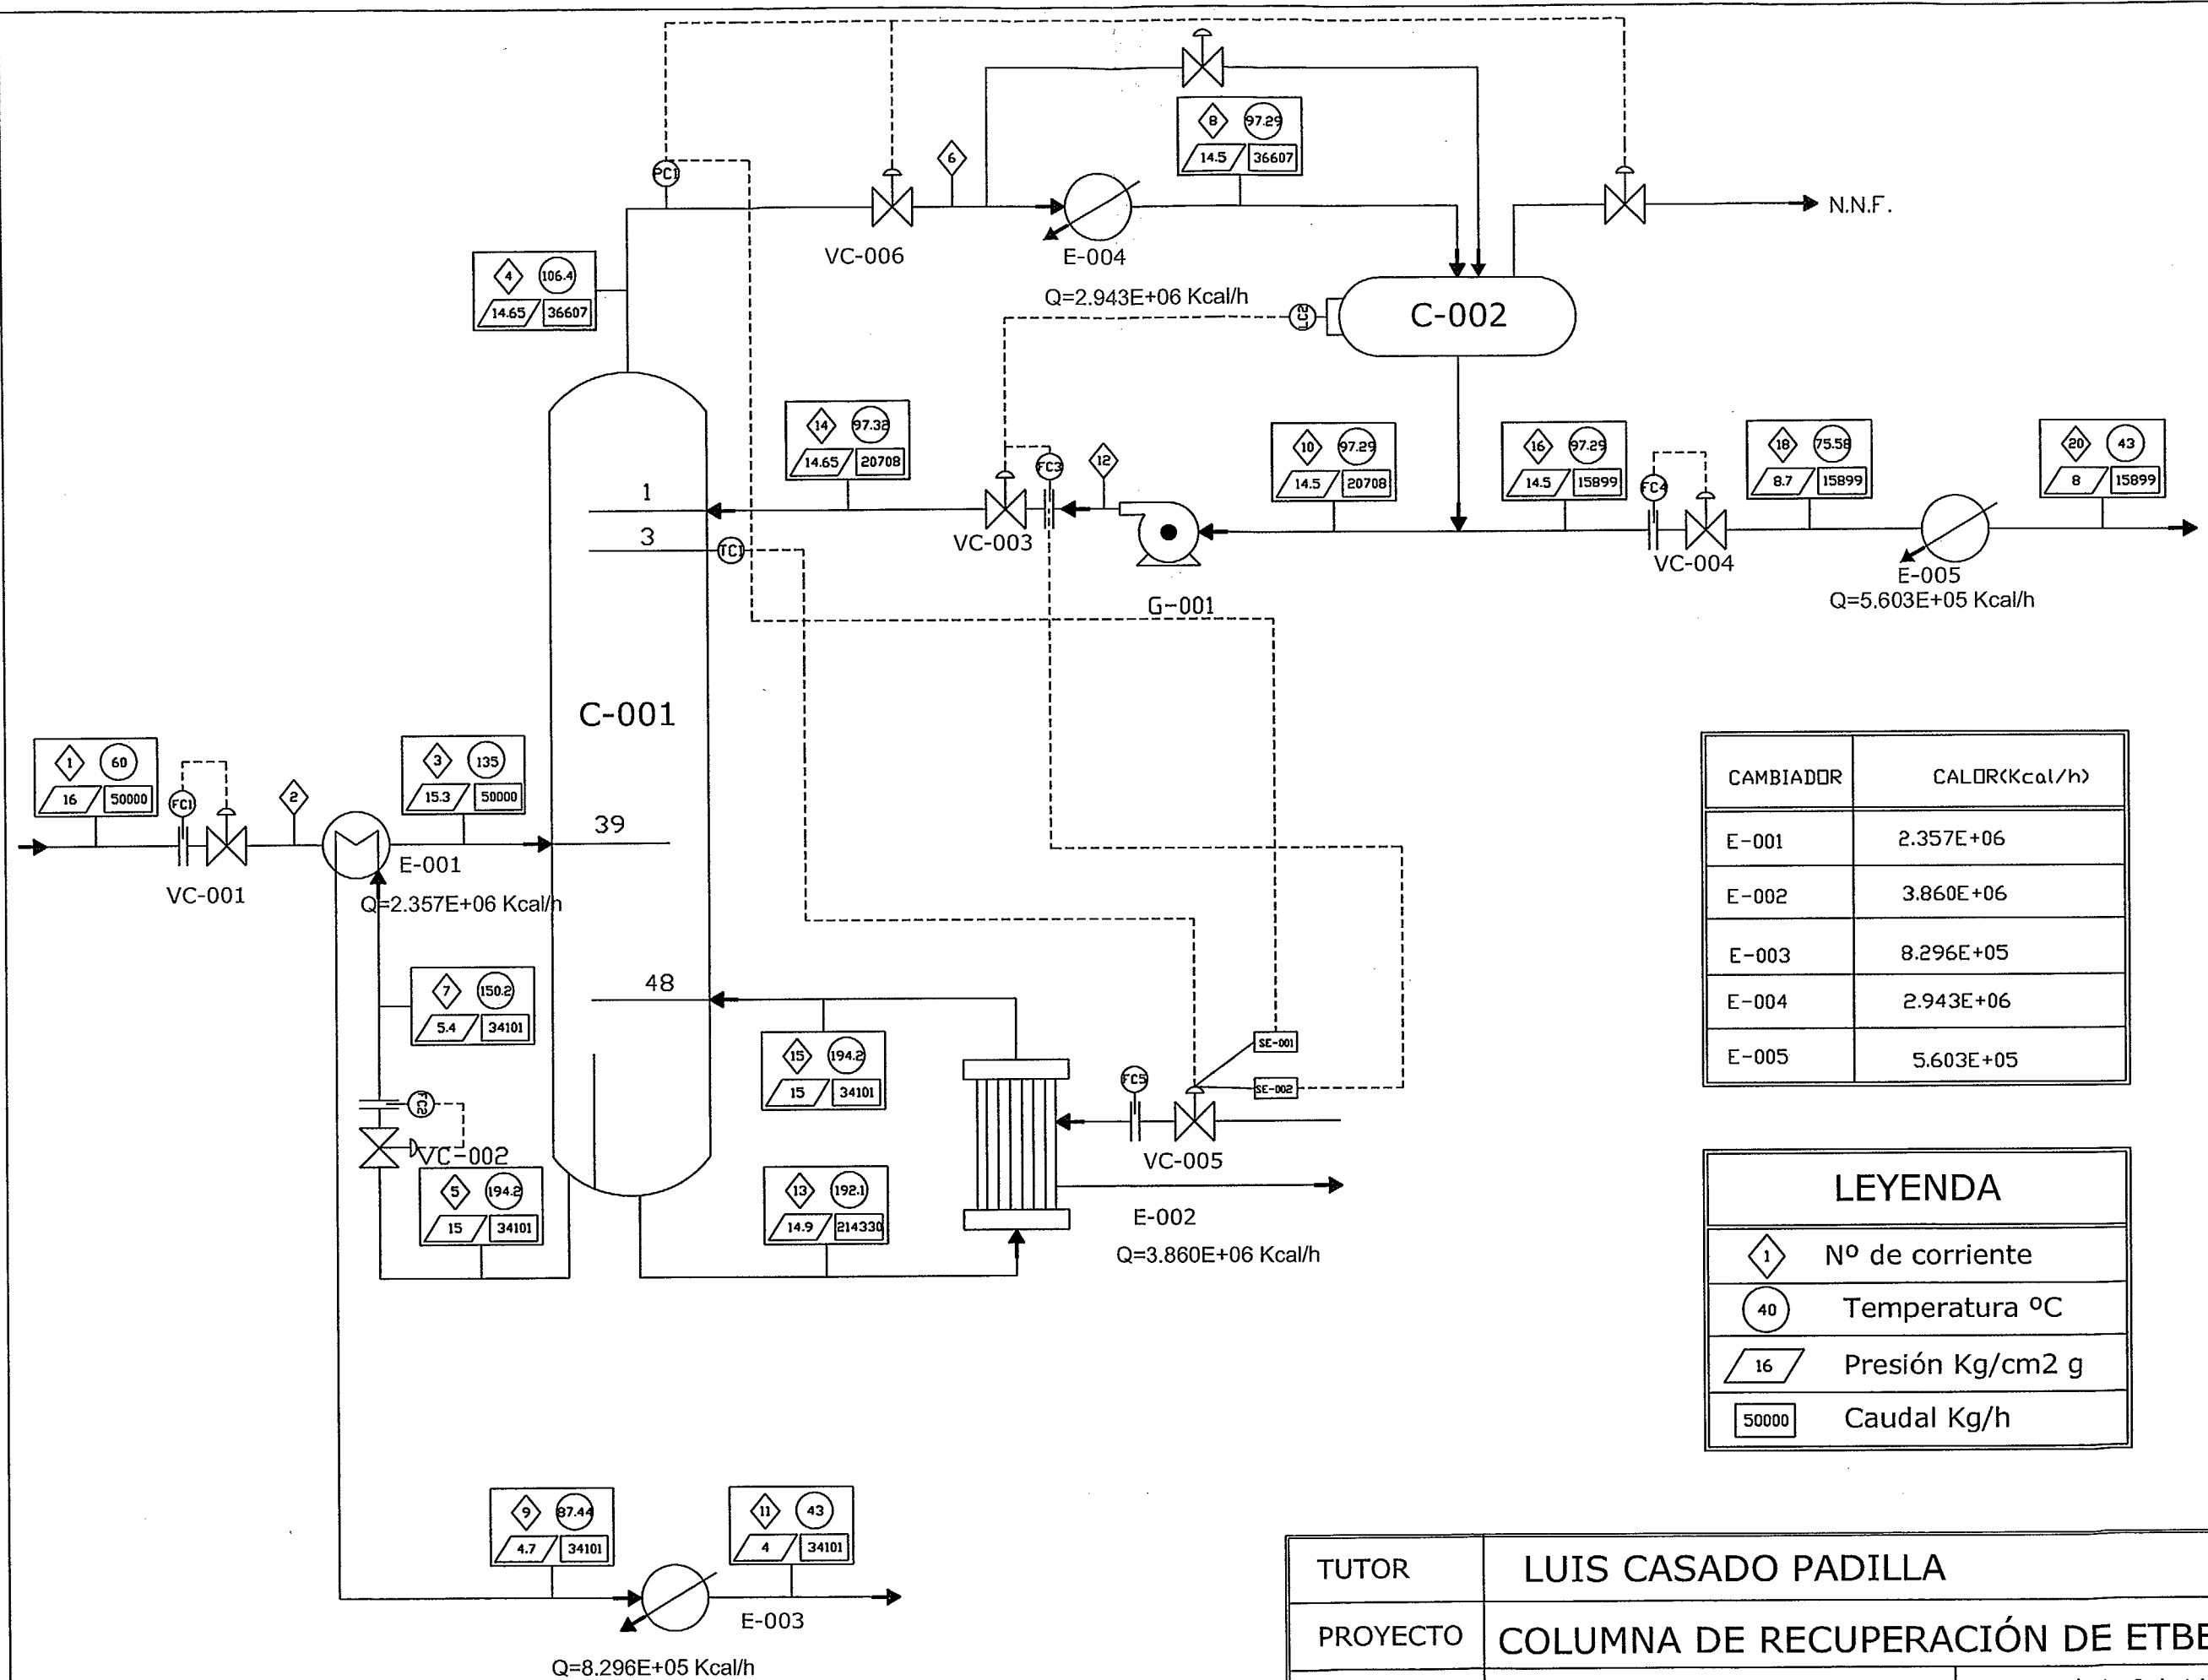 PC1
6
8 97.29
14.5 36607
N.N.F.
VC-006
E-004
Q=2.943E+06 Kcal/h
4 106.4
14.65 36607
LC2
C-002
14 97.32
14.65 20708
FC3
12
10 97.29
14.5 20708
16 97.29
14.5 15899
FC4
18 75.58
8.7 15899
20 43
8 15899
1
3
TC1
VC-003
G-001
VC-004
E-005
Q=5.603E+05 Kcal/h
C-001
1 60
16 50000
FC1
2
3 135
15.3 50000
39
VC-001
E-001
Q=2.357E+06 Kcal/h
CAMBIADOR CALOR(Kcal/h)
E-001 2.357E+06
E-002 3.860E+06
E-003 8.296E+05
E-004 2.943E+06
E-005 5.603E+05
7 150.2
5.4 34101
48
15 194.2
15 34101
SE-001
SE-002
FC5
FC2
VC-002
VC-005
5 194.2
15 34101
13 192.1
14.9 214330
E-002
Q=3.860E+06 Kcal/h
LEYENDA
1 Nº de corriente
40 Temperatura ºC
16 Presión Kg/cm2 g
50000 Caudal Kg/h
9 87.44
4.7 34101
11 43
4 34101
E-003
Q=8.296E+05 Kcal/h
TUTOR LUIS CASADO PADILLA
PROYECTO COLUMNA DE RECUPERACIÓN DE ETBE